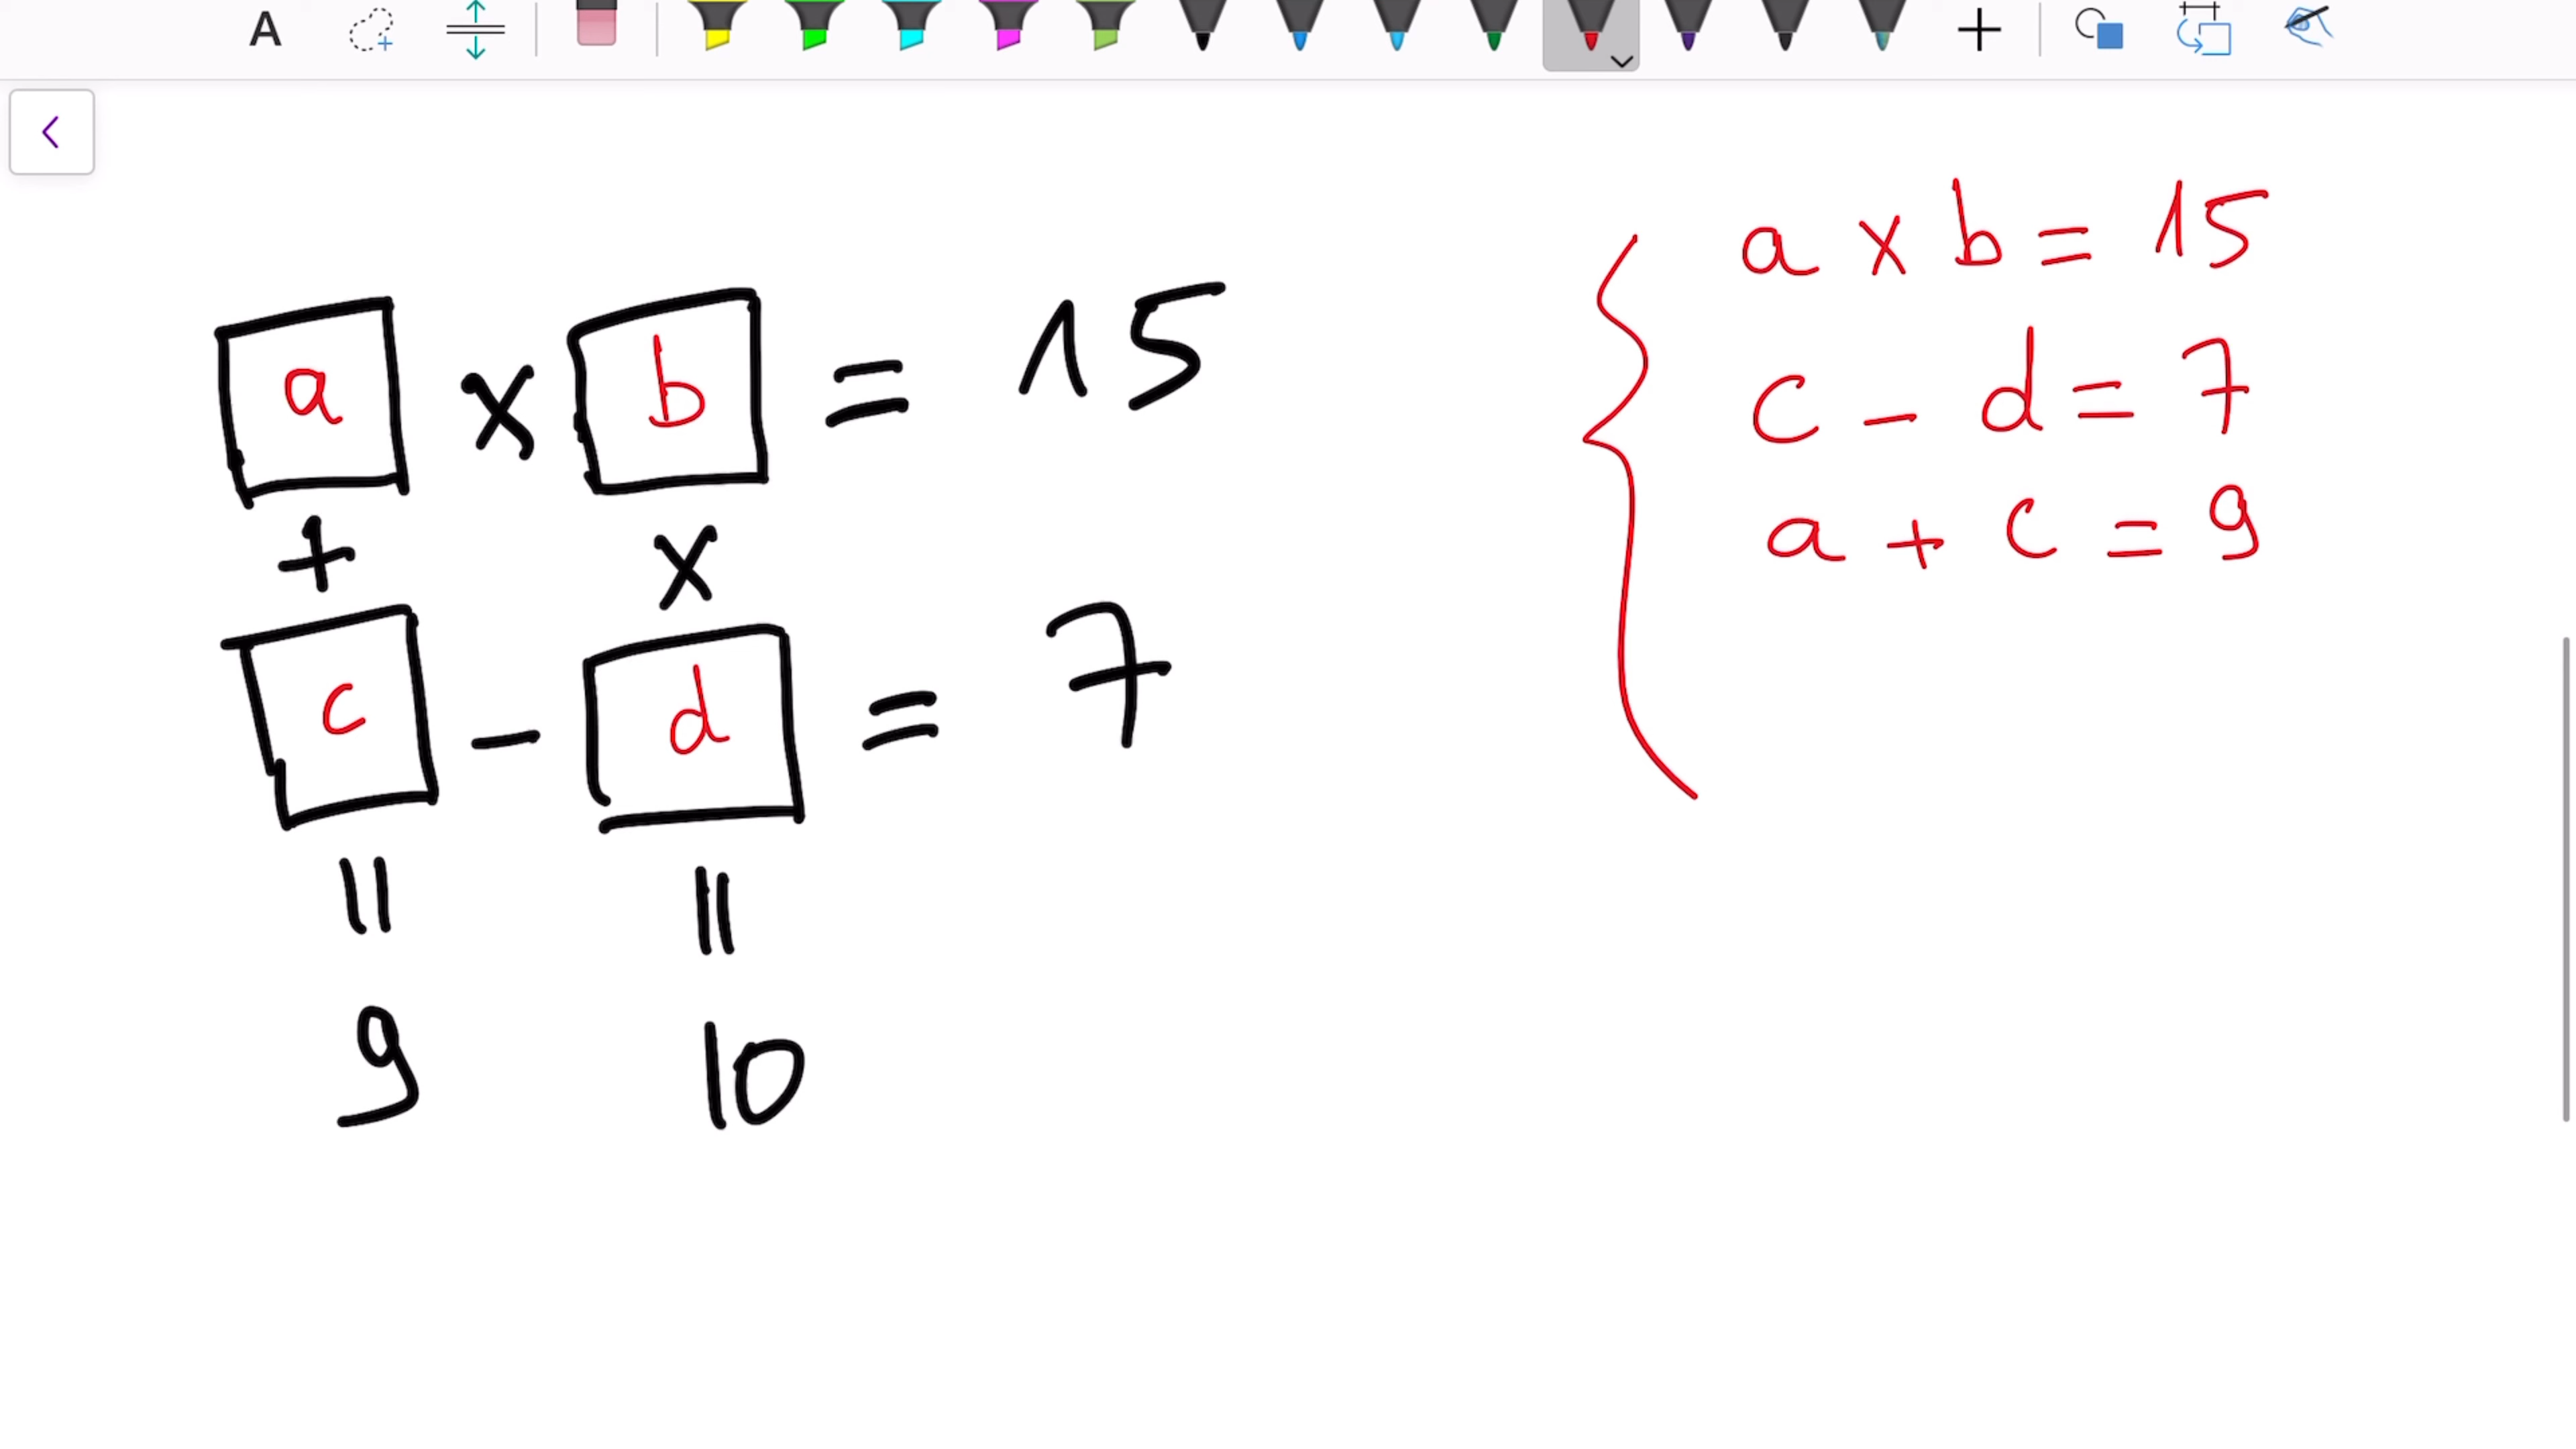 A
a × b = 15
+ ×
c - d = 7
= =
9 10
a × b = 15
c - d = 7
a + c = 9